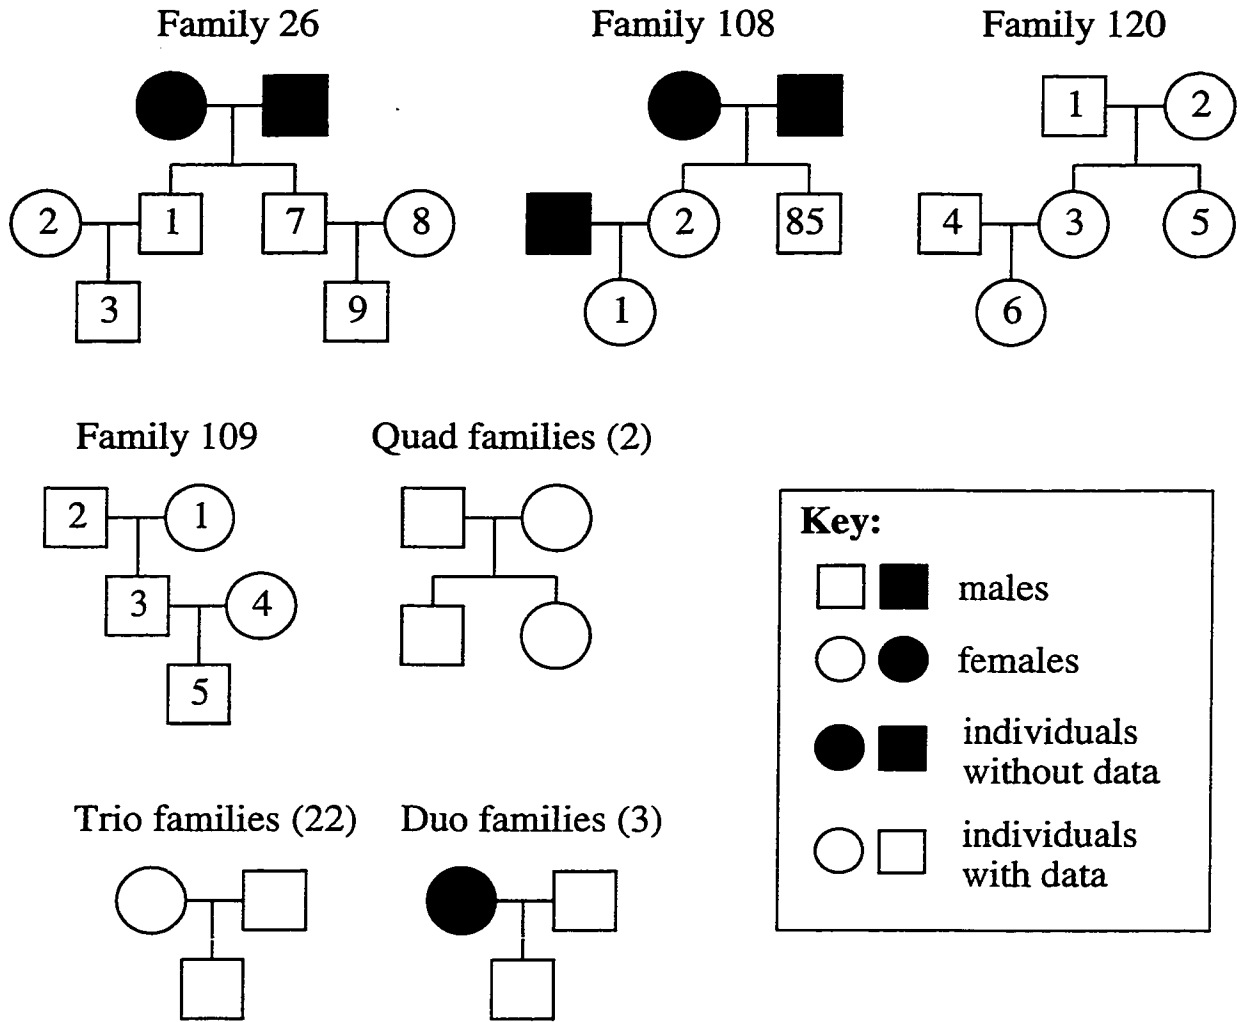 Family 26
Family 108
Family 120
1 2
2 1 7 8
2 85
4 3 5
3 9
1
6
Family 109
Quad families (2)
2 1
3 4
5
Key:
males
females
individuals
without data
individuals
with data
Trio families (22)
Duo families (3)